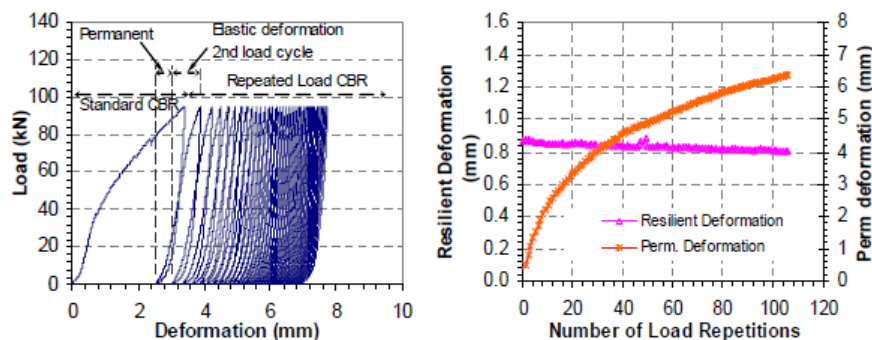 Load (kN)
140
120
100
80
60
40
20
0
Permanent
Elastic deformation
2nd load cycle
Repeated Load CBR
Standard CBR
0 2 4 6 8 10
Deformation (mm)
Resilient Deformation
(mm)
1.6
1.4
1.2
1.0
0.8
0.6
0.4
0.2
0.0
Resilient Deformation
Perm. Deformation
8
7
6
5
4
3
2
1
0
Perm deformation (mm)
0 20 40 60 80 100 120
Number of Load Repetitions